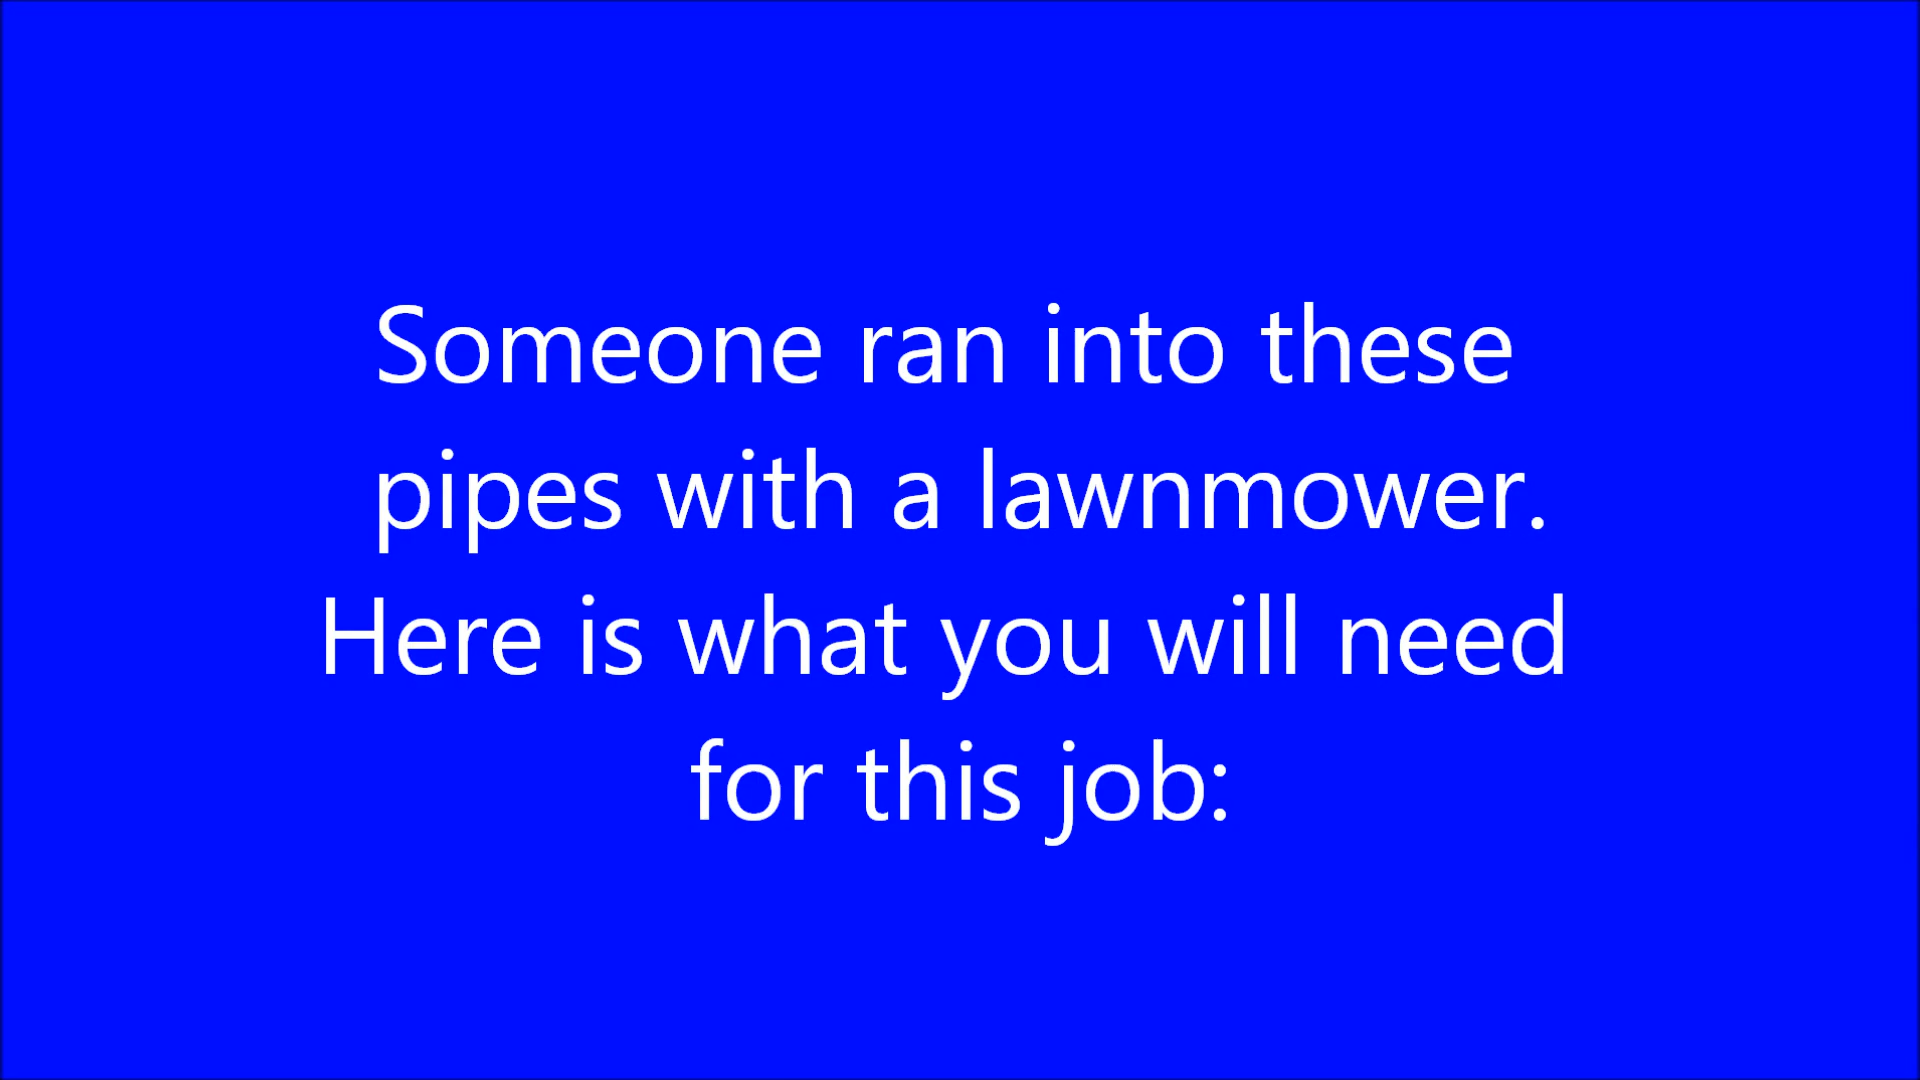 Someone ran into these
pipes with a lawnmower.
Here is what you will need
for this job: